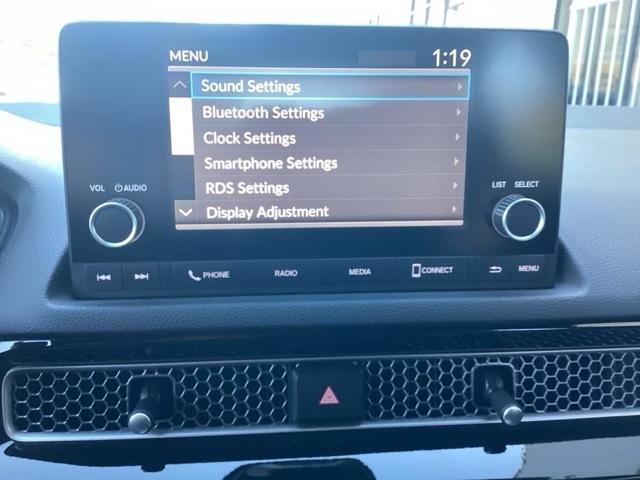 MENU 1:19
Sound Settings
Bluetooth Settings
Clock Settings
Smartphone Settings
RDS Settings
Display Adjustment
VOL AUDIO
LIST SELECT
PHONE RADIO MEDIA CONNECT MENU